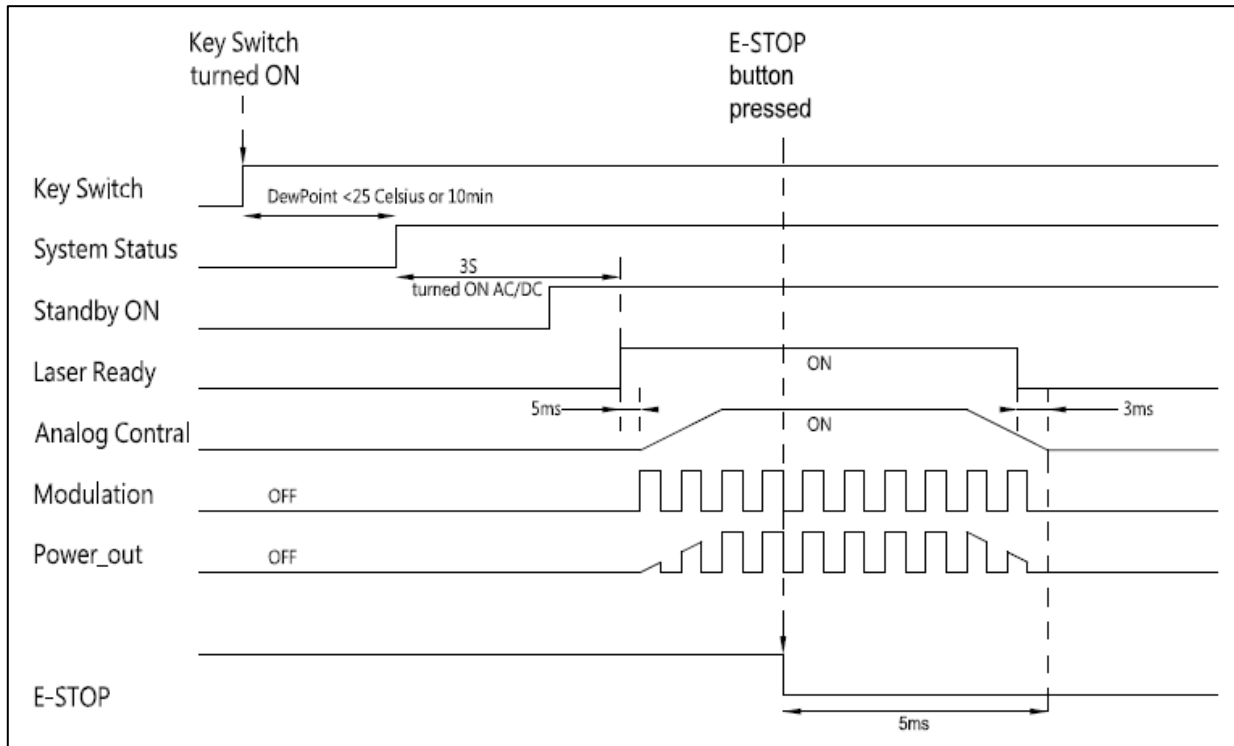 Key Switch
turned ON
E-STOP
button
pressed
Key Switch
DewPoint <25 Celsius or 10min
System Status
3S
turned ON AC/DC
Standby ON
Laser Ready
ON
5ms
3ms
Analog Contral
ON
Modulation
OFF
Power_out
OFF
E-STOP
5ms